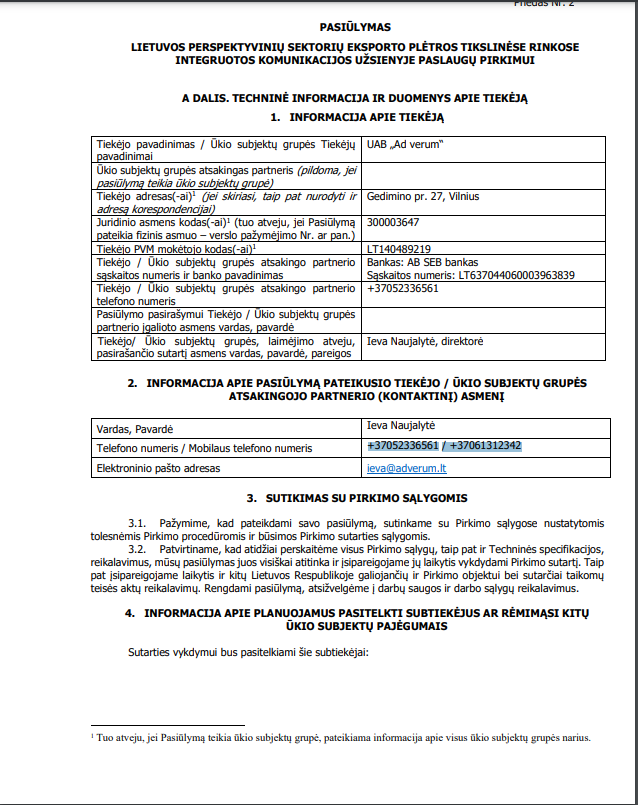 Priedas Nr. 2
PASIŪLYMAS
LIETUVOS PERSPEKTYVINIŲ SEKTORIŲ EKSPORTO PLĖTROS TIKSLINĖSE RINKOSE
INTEGRUOTOS KOMUNIKACIJOS UŽSIENYJE PASLAUGŲ PIRKIMUI
A DALIS. TECHNINĖ INFORMACIJA IR DUOMENYS APIE TIEKĖJĄ
1. INFORMACIJA APIE TIEKĖJĄ
Tiekėjo pavadinimas / Ūkio subjektų grupės Tiekėjų
pavadinimai
UAB „Ad verum“
Ūkio subjektų grupės atsakingas partneris (pildoma, jei
pasiūlymą teikia ūkio subjektų grupė)
Tiekėjo adresas(-ai)¹ (jei skiriasi, taip pat nurodyti ir
adresą korespondencijai)
Gedimino pr. 27, Vilnius
Juridinio asmens kodas(-ai)¹ (tuo atveju, jei Pasiūlymą
pateikia fizinis asmuo – verslo pažymėjimo Nr. ar pan.)
300003647
Tiekėjo PVM mokėtojo kodas(-ai)¹
LT140489219
Tiekėjo / Ūkio subjektų grupės atsakingo partnerio
sąskaitos numeris ir banko pavadinimas
Bankas: AB SEB bankas
Sąskaitos numeris: LT637044060003963839
Tiekėjo / Ūkio subjektų grupės atsakingo partnerio
telefono numeris
+37052336561
Pasiūlymo pasirašymui Tiekėjo / Ūkio subjektų grupės
partnerio įgalioto asmens vardas, pavardė
Tiekėjo/ Ūkio subjektų grupės, laimėjimo atveju,
pasirašančio sutartį asmens vardas, pavardė, pareigos
Ieva Naujalytė, direktorė
2. INFORMACIJA APIE PASIŪLYMĄ PATEIKUSIO TIEKĖJO / ŪKIO SUBJEKTŲ GRUPĖS
ATSAKINGOJO PARTNERIO (KONTAKTINĮ) ASMENĮ
Vardas, Pavardė
Ieva Naujalytė
Telefono numeris / Mobilaus telefono numeris
+37052336561 / +37061312342
Elektroninio pašto adresas
ieva@adverum.lt
3. SUTIKIMAS SU PIRKIMO SĄLYGOMIS
3.1. Pažymime, kad pateikdami savo pasiūlymą, sutinkame su Pirkimo sąlygose nustatytomis
tolesnėmis Pirkimo procedūromis ir būsimos Pirkimo sutarties sąlygomis.
3.2. Patvirtiname, kad atidžiai perskaitėme visus Pirkimo sąlygų, taip pat ir Techninės specifikacijos,
reikalavimus, mūsų pasiūlymas juos visiškai atitinka ir įsipareigojame jų laikytis vykdydami Pirkimo sutartį. Taip
pat įsipareigojame laikytis ir kitų Lietuvos Respublikoje galiojančių ir Pirkimo objektui bei sutarčiai taikomų
teisės aktų reikalavimų. Rengdami pasiūlymą, atsižvelgėme į darbų saugos ir darbo sąlygų reikalavimus.
4. INFORMACIJA APIE PLANUOJAMUS PASITELKTI SUBTIEKĖJUS AR RĖMIMĄSI KITŲ
ŪKIO SUBJEKTŲ PAJĖGUMAIS
Sutarties vykdymui bus pasitelkiami šie subtiekėjai:
¹ Tuo atveju, jei Pasiūlymą teikia ūkio subjektų grupė, pateikiama informacija apie visus ūkio subjektų grupės narius.